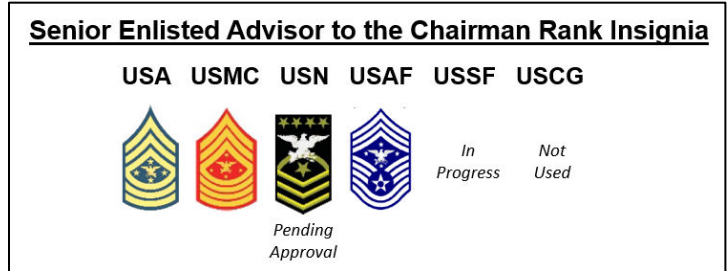 Senior Enlisted Advisor to the Chairman Rank Insignia
USA USMC USN USAF USSF USCG
In Progress
Not Used
Pending
Approval